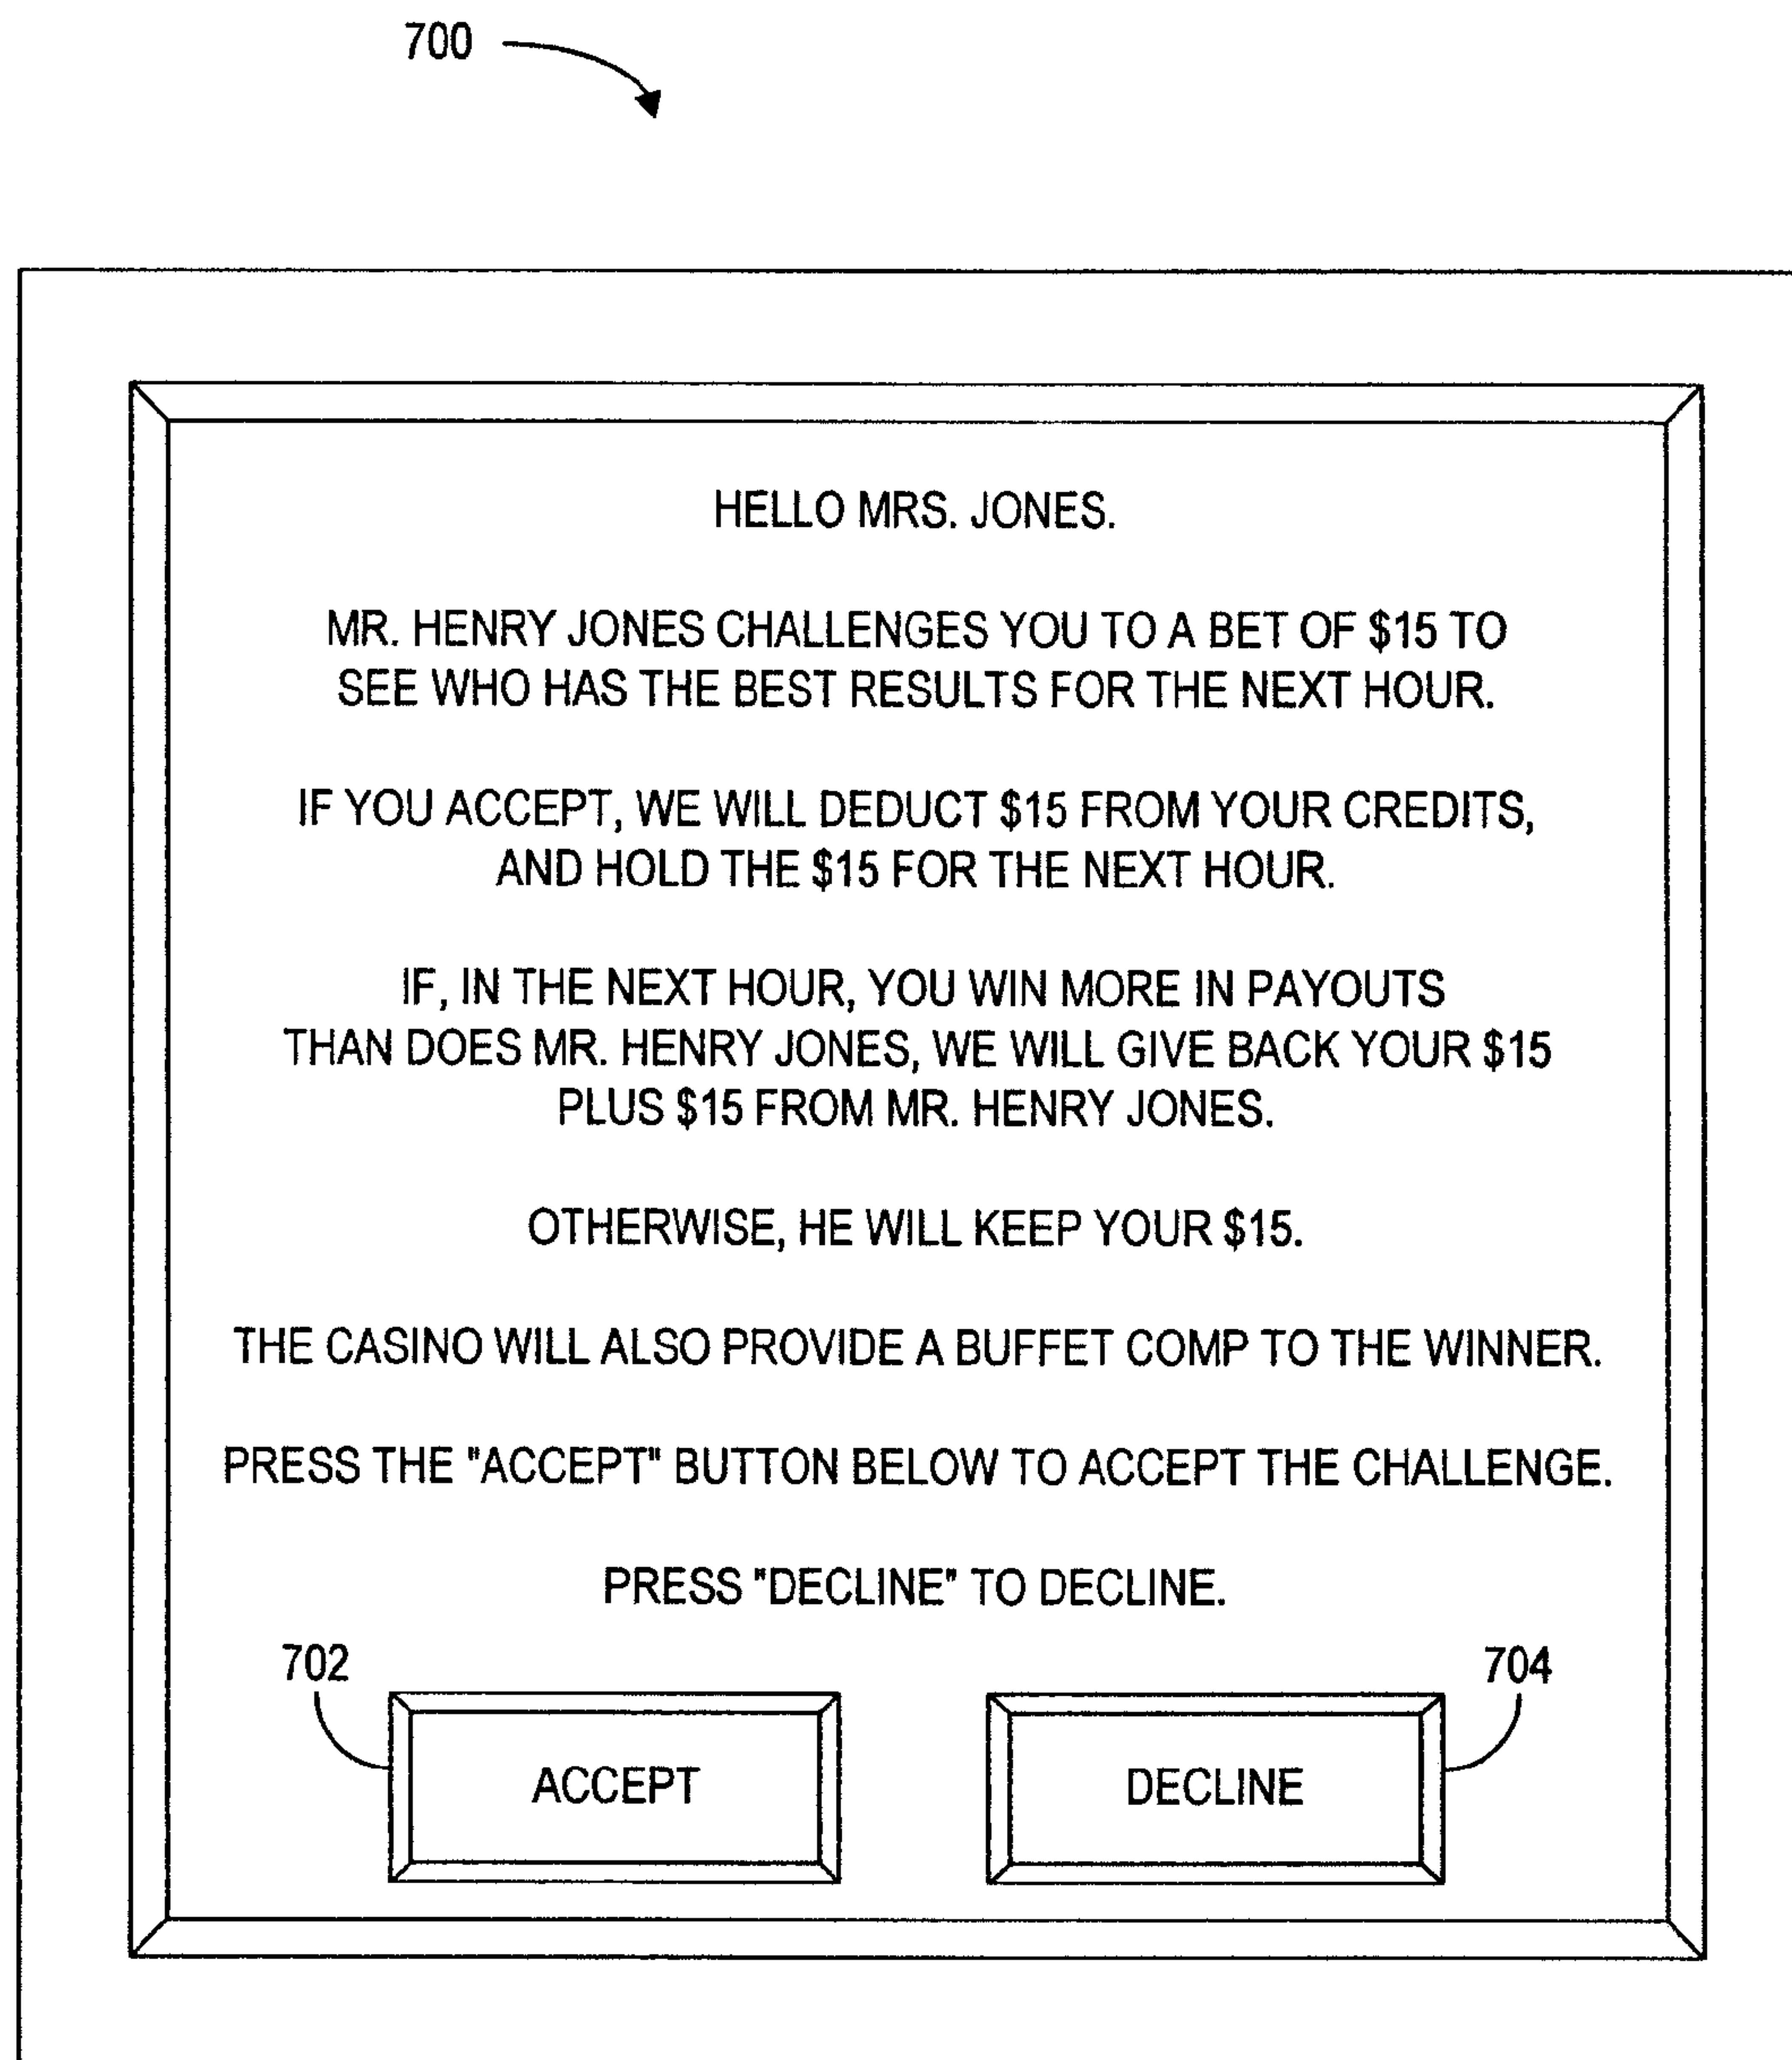 700
HELLO MRS. JONES.
MR. HENRY JONES CHALLENGES YOU TO A BET OF $15 TO
SEE WHO HAS THE BEST RESULTS FOR THE NEXT HOUR.
IF YOU ACCEPT, WE WILL DEDUCT $15 FROM YOUR CREDITS,
AND HOLD THE $15 FOR THE NEXT HOUR.
IF, IN THE NEXT HOUR, YOU WIN MORE IN PAYOUTS
THAN DOES MR. HENRY JONES, WE WILL GIVE BACK YOUR $15
PLUS $15 FROM MR. HENRY JONES.
OTHERWISE, HE WILL KEEP YOUR $15.
THE CASINO WILL ALSO PROVIDE A BUFFET COMP TO THE WINNER.
PRESS THE "ACCEPT" BUTTON BELOW TO ACCEPT THE CHALLENGE.
PRESS "DECLINE" TO DECLINE.
702
704
ACCEPT
DECLINE